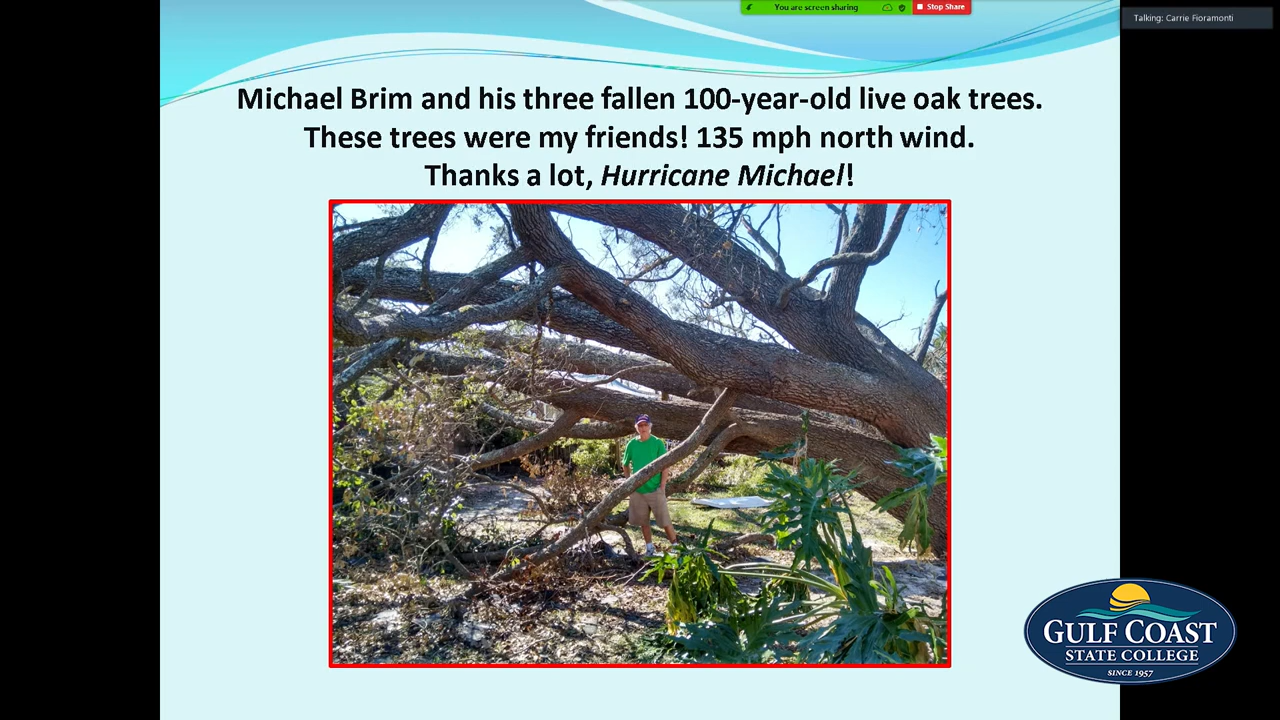 You are screen sharing
Stop Share
Talking: Carrie Fioramonti
Michael Brim and his three fallen 100-year-old live oak trees.
These trees were my friends! 135 mph north wind.
Thanks a lot, Hurricane Michael!
GULF COAST
STATE COLLEGE
SINCE 1957